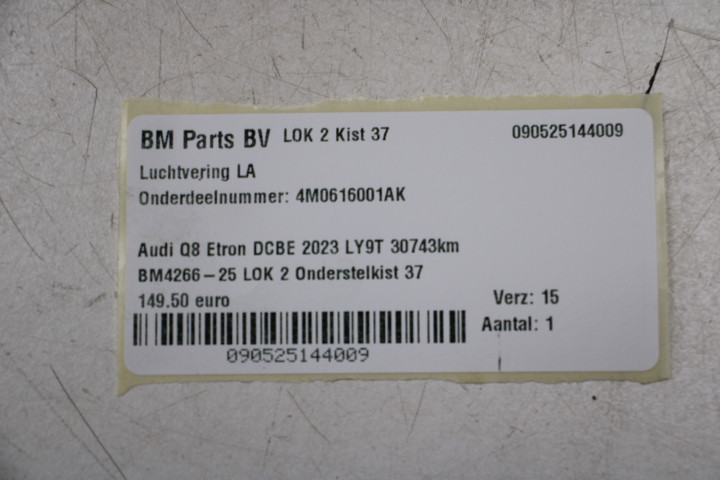 BM Parts BV LOK 2 Kist 37 090525144009
Luchtvering LA
Onderdeelnummer: 4M0616001AK
Audi Q8 Etron DCBE 2023 LY9T 30743km
BM4266-25 LOK 2 Onderstelkist 37
149.50 euro Verz: 15
Aantal: 1
090525144009